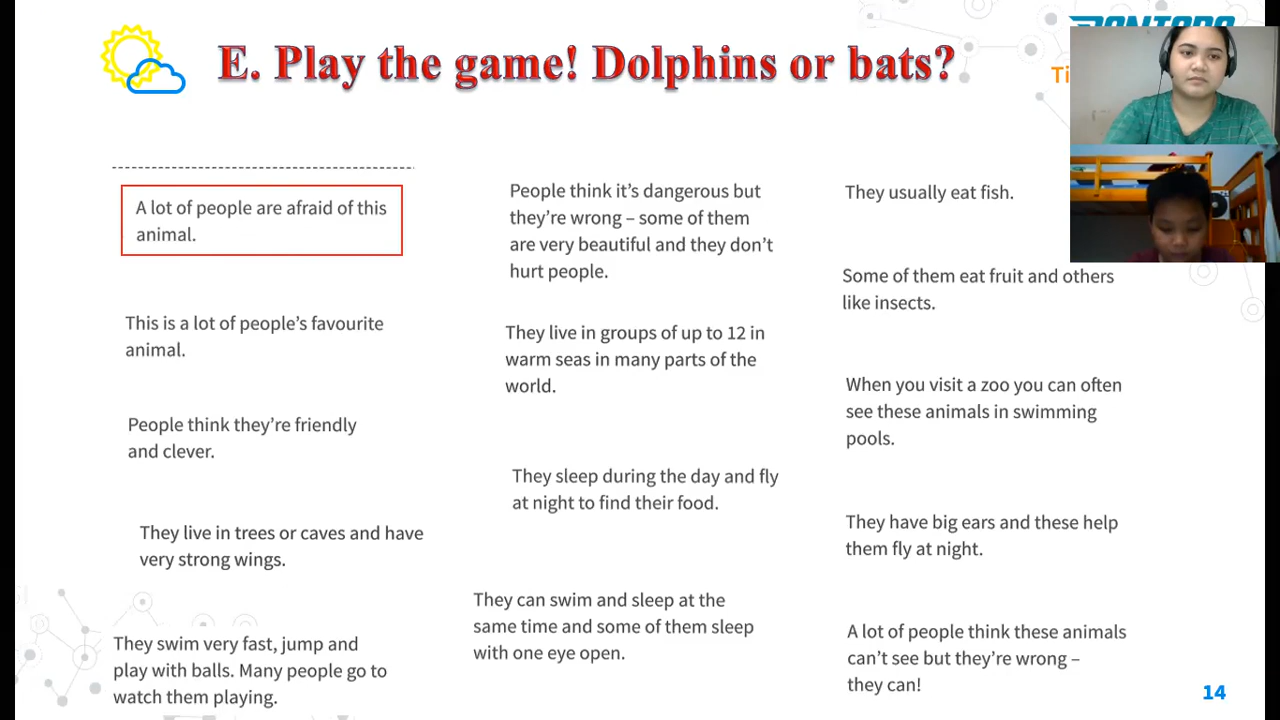 E. Play the game! Dolphins or bats?
A lot of people are afraid of this
animal.
This is a lot of people's favourite
animal.
People think they're friendly
and clever.
They live in trees or caves and have
very strong wings.
They swim very fast, jump and
play with balls. Many people go to
watch them playing.
People think it's dangerous but
they're wrong – some of them
are very beautiful and they don't
hurt people.
They live in groups of up to 12 in
warm seas in many parts of the
world.
They sleep during the day and fly
at night to find their food.
They can swim and sleep at the
same time and some of them sleep
with one eye open.
They usually eat fish.
Some of them eat fruit and others
like insects.
When you visit a zoo you can often
see these animals in swimming
pools.
They have big ears and these help
them fly at night.
A lot of people think these animals
can't see but they're wrong –
they can!
14